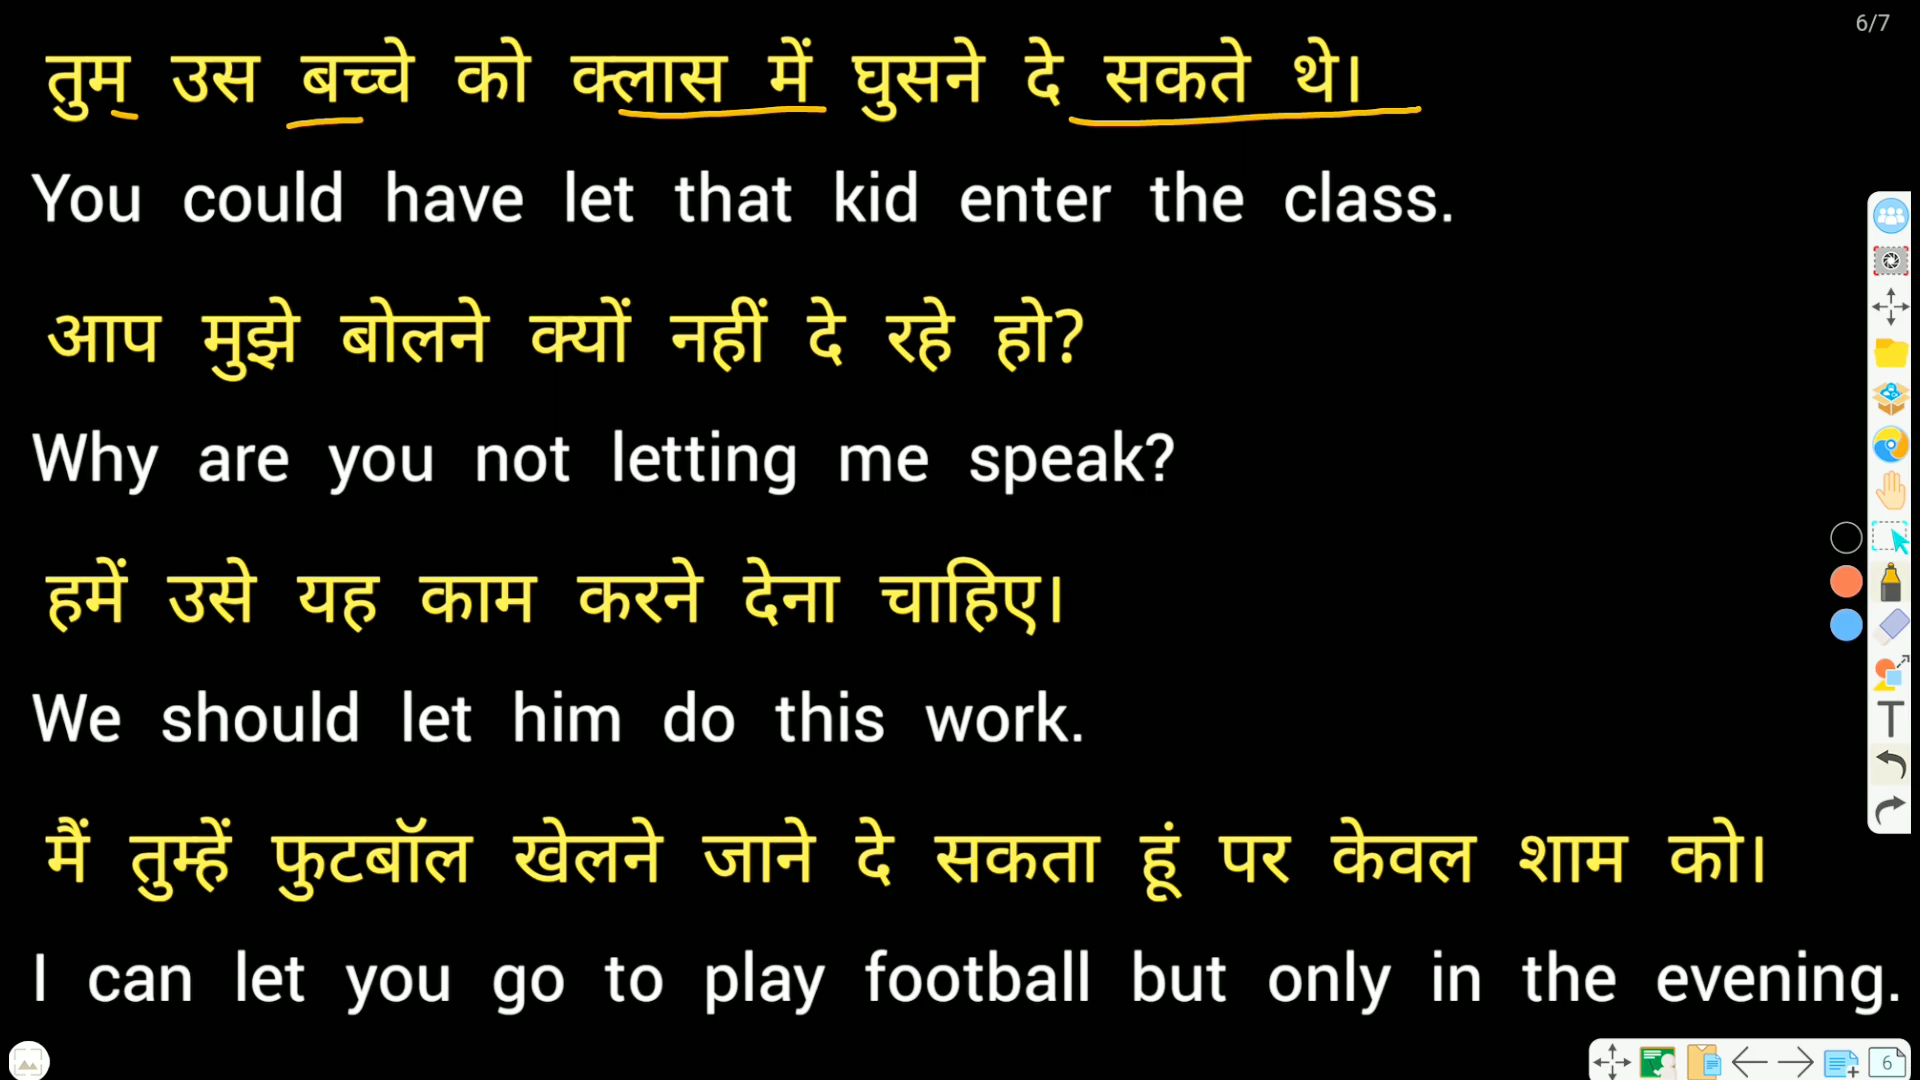 6/7
तुम उस बच्चे को क्लास में घुसने दे सकते थे।
You could have let that kid enter the class.
आप मुझे बोलने क्यों नहीं दे रहे हो?
Why are you not letting me speak?
हमें उसे यह काम करने देना चाहिए।
We should let him do this work.
मैं तुम्हें फुटबॉल खेलने जाने दे सकता हूं पर केवल शाम को।
I can let you go to play football but only in the evening.
6